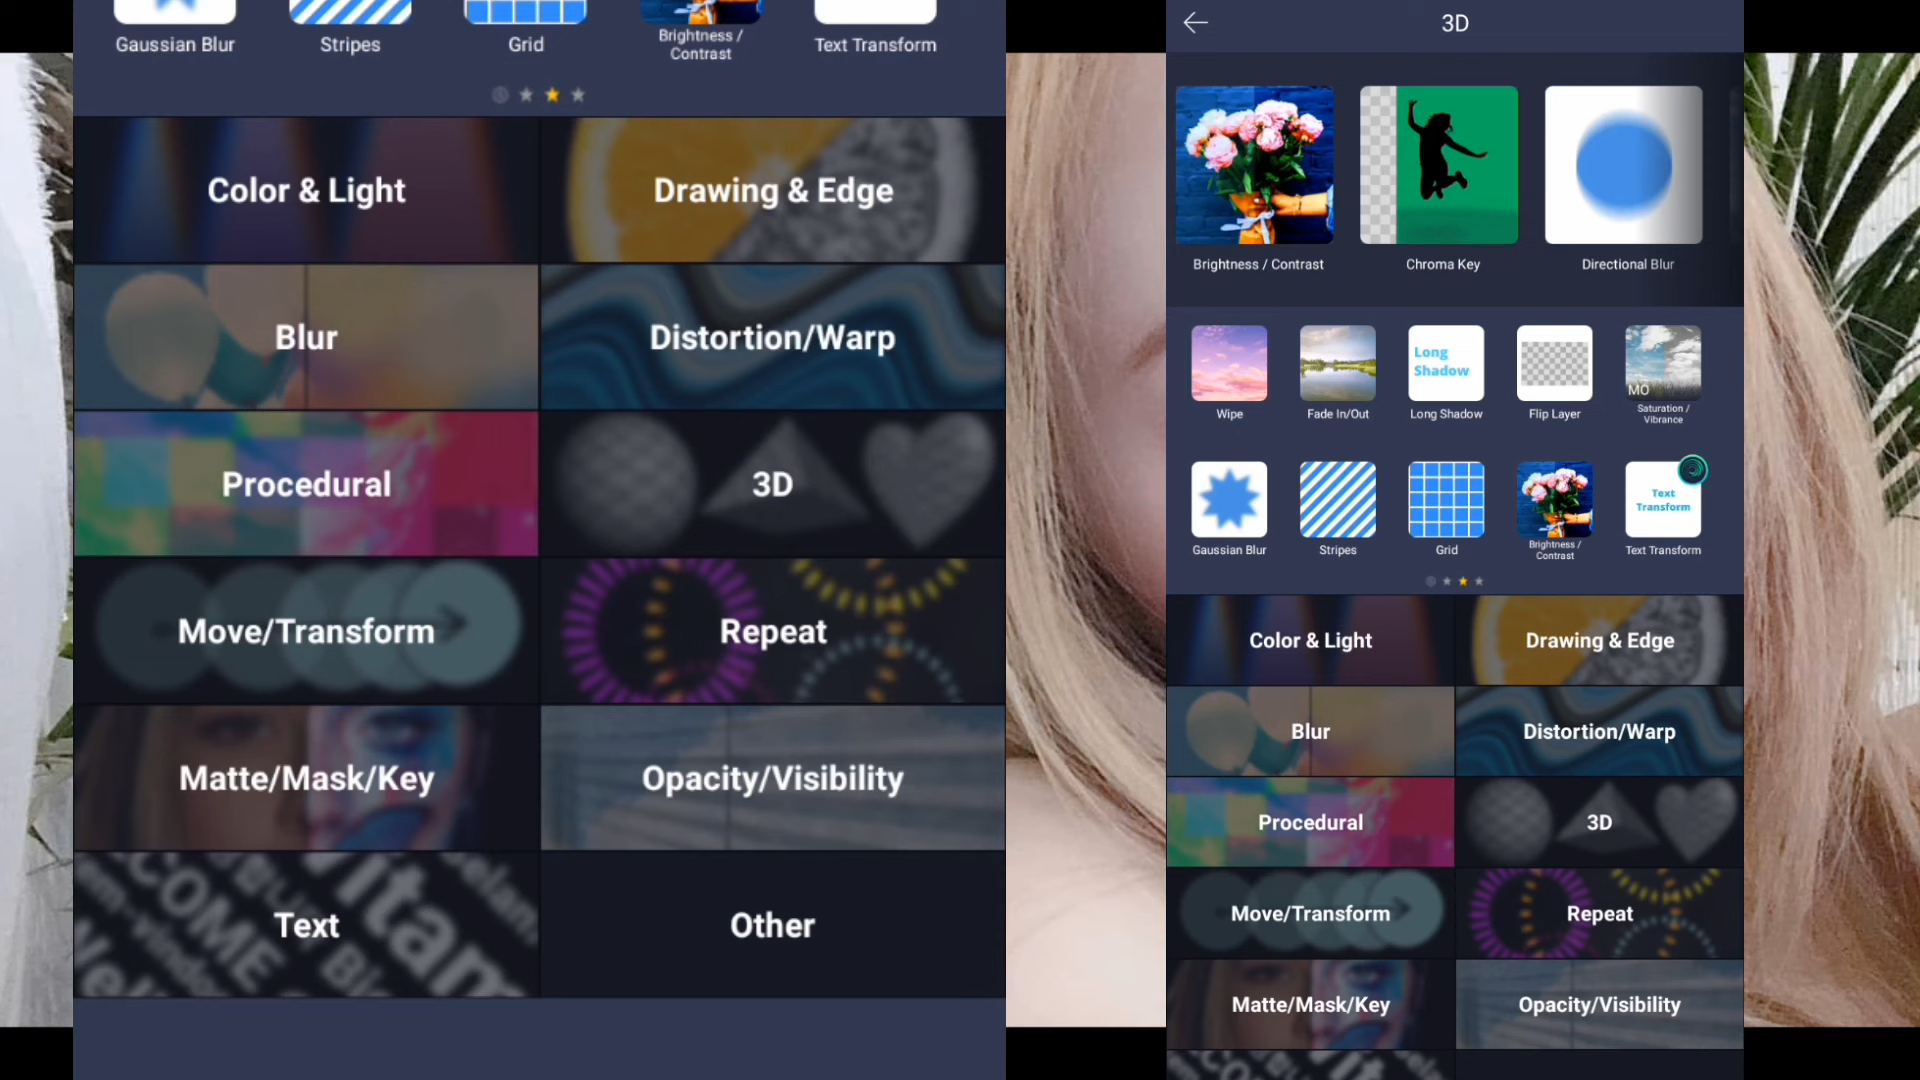 Gaussian Blur
Stripes
Grid
Brightness /
Contrast
Text Transform
Color & Light
Drawing & Edge
Blur
Distortion/Warp
Procedural
3D
Move/Transform
Repeat
Matte/Mask/Key
Opacity/Visibility
Text
Other
3D
Brightness / Contrast
Chroma Key
Directional Blur
Long
Shadow
MO
Wipe
Fade In/Out
Long Shadow
Flip Layer
Saturation /
Vibrance
Text
Transform
Gaussian Blur
Stripes
Grid
Brightness /
Contrast
Text Transform
Color & Light
Drawing & Edge
Blur
Distortion/Warp
Procedural
3D
Move/Transform
Repeat
Matte/Mask/Key
Opacity/Visibility